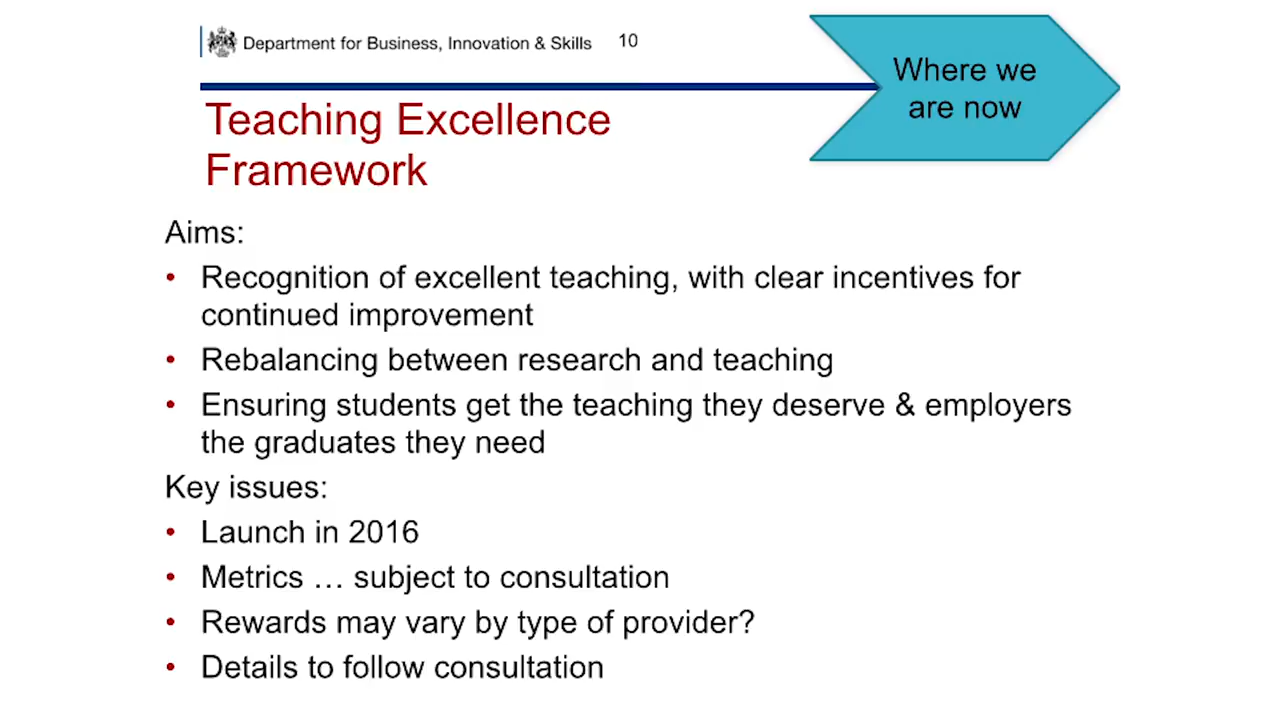 Department for Business, Innovation & Skills 10
Where we
are now
Teaching Excellence
Framework
Aims:
• Recognition of excellent teaching, with clear incentives for
continued improvement
• Rebalancing between research and teaching
• Ensuring students get the teaching they deserve & employers
the graduates they need
Key issues:
• Launch in 2016
• Metrics … subject to consultation
• Rewards may vary by type of provider?
• Details to follow consultation